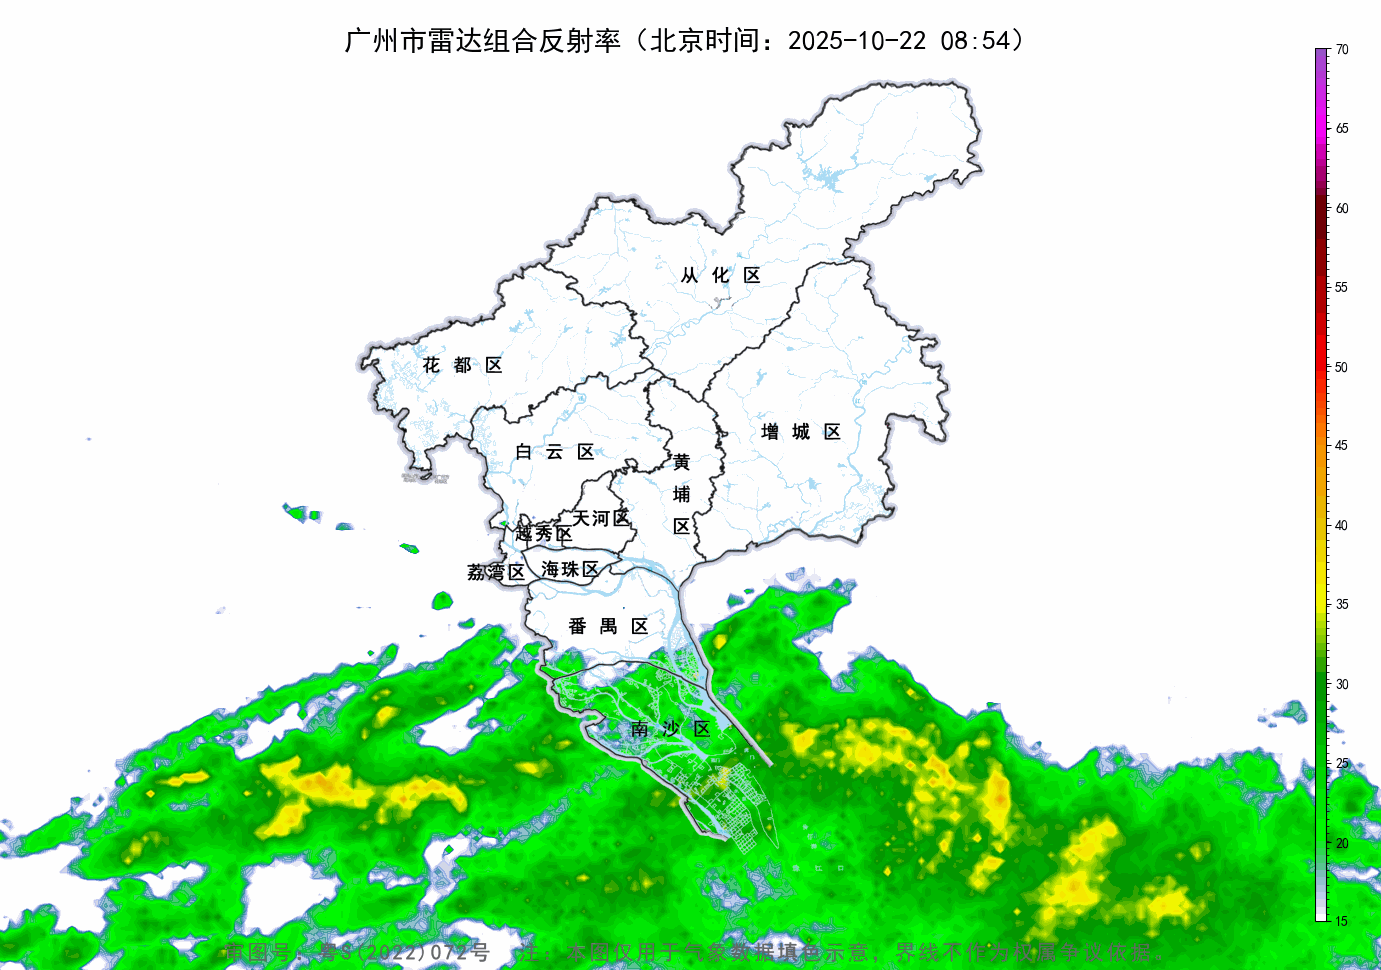 广州市雷达组合反射率（北京时间：2025-10-22 08:54）
70
65
60
55
50
45
40
35
30
25
20
15
从化区
花都区
增城区
白云区
黄埔区
天河区
越秀区
海珠区
荔湾区
番禺区
南沙区
审图号：粤S(2022)072号 注：本图仅用于气象数据填色示意，界线不作为权属争议依据。